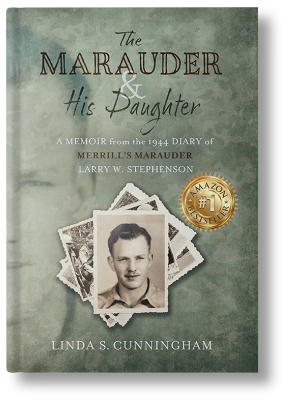 The
MARAUDER
&
His Daughter
A MEMOIR from the 1944 DIARY of
MERRILL'S MARAUDER
LARRY W. STEPHENSON
AMAZON
#1
BESTSELLER
LINDA S. CUNNINGHAM